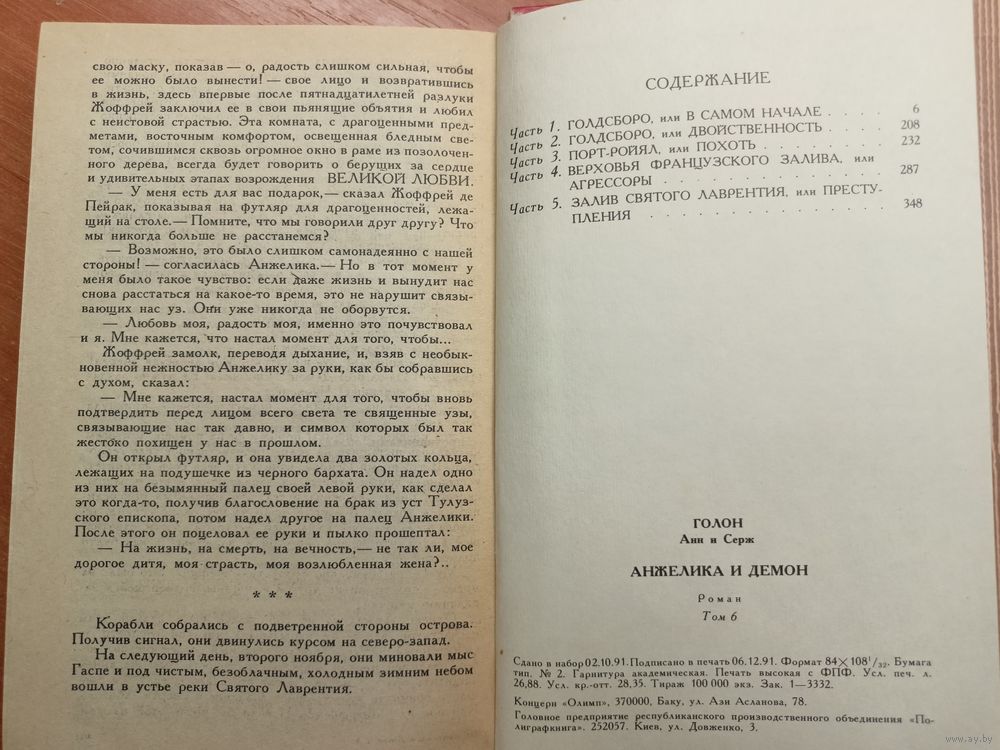 свою маску, показав — о, радость слишком сильная, чтобы
ее можно было вынести! — свое лицо и возвратившись
в жизнь, здесь впервые после пятнадцатилетней разлуки
Жоффрей заключил ее в свои пьянящие объятия и любил
с неистовой страстью. Эта комната, с драгоценными пред-
метами, восточным комфортом, освещенная бледным све-
том, сочившимся сквозь огромное окно в раме из позолочен-
ного дерева, всегда будет говорить о берущих за сердце
и удивительных этапах возрождения ВЕЛИКОЙ ЛЮБВИ.
— У меня есть для вас подарок,— сказал Жоффрей де
Пейрак, показывая на футляр для драгоценностей, лежа-
щий на столе.— Помните, что мы говорили друг другу? Что
мы никогда больше не расстанемся?
— Возможно, это было слишком самонадеянно с нашей
стороны! — согласилась Анжелика.— Но в тот момент у
меня было такое чувство: если даже жизнь и вынудит нас
снова расстаться на какое-то время, это не нарушит связы-
вающих нас уз. Они уже никогда не оборвутся.
— Любовь моя, радость моя, именно это почувствовал
и я. Мне кажется, что настал момент для того, чтобы...
Жоффрей замолк, переводя дыхание, и, взяв с необык-
кновенной нежностью Анжелику за руки, как бы собравшись
с духом, сказал:
— Мне кажется, настал момент для того, чтобы вновь
подтвердить перед лицом всего света те священные узы,
связывающие нас так давно, и символ которых был так
жестоко похищен у нас в прошлом.
Он открыл футляр, и она увидела два золотых кольца,
лежащих на подушечке из черного бархата. Он надел одно
из них на безымянный палец своей левой руки, как сделал
это когда-то, получив благословение на брак из уст Тулуз-
ского епископа, потом надел другое на палец Анжелики.
После этого он поцеловал ее руки и пылко прошептал:
— На жизнь, на смерть, на вечность,— не так ли, мое
дорогое дитя, моя страсть, моя возлюбленная жена?..
* * *
Корабли собрались с подветренной стороны острова.
Получив сигнал, они двинулись курсом на северо-запад.
На следующий день, второго ноября, они миновали мыс
Гаспе и под чистым, безоблачным, холодным зимним небом
вошли в устье реки Святого Лаврентия.
СОДЕРЖАНИЕ
Часть 1. ГОЛДСБОРО, или В САМОМ НАЧАЛЕ . . . . 6
Часть 2. ГОЛДСБОРО, или ДВОЙСТВЕННОСТЬ . . . . 208
Часть 3. ПОРТ-РОЙЯЛ, или ПОХОТЬ . . . . . . . 232
Часть 4. ВЕРХОВЬЯ ФРАНЦУЗСКОГО ЗАЛИВА, или
АГРЕССОРЫ . . . . . . . . . . . . 287
Часть 5. ЗАЛИВ СВЯТОГО ЛАВРЕНТИЯ, или ПРЕСТУ-
ПЛЕНИЯ . . . . . . . . . . . . 348
ГОЛОН
Анн и Серж
АНЖЕЛИКА И ДЕМОН
Роман
Том 6
Сдано в набор 02.10.91. Подписано в печать 06.12.91. Формат 84×108¹/₃₂. Бумага
тип. № 2. Гарнитура академическая. Печать высокая с ФПФ. Усл. печ. л.
26,88. Усл. кр.-отт. 28,35. Тираж 100 000 экз. Зак. 1—3332.
Концерн «Олимп», 370000, Баку, ул. Ази Асланова, 78.
Головное предприятие республиканского производственного объединения «По-
лиграфкнига». 252057. Киев, ул. Довженко, 3.
www.ay.by